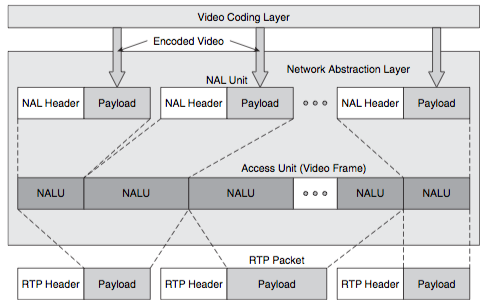 Video Coding Layer
Encoded Video
NAL Unit
Network Abstraction Layer
NAL Header Payload NAL Header Payload NAL Header Payload
Access Unit (Video Frame)
NALU NALU NALU NALU NALU
RTP Packet
RTP Header Payload RTP Header Payload RTP Header Payload